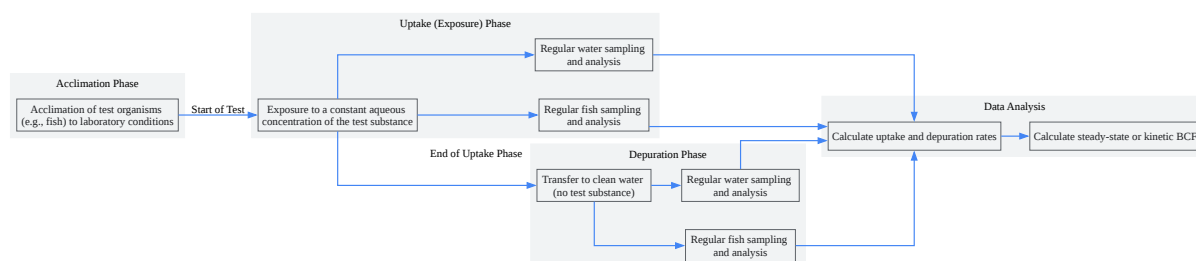 Uptake (Exposure) Phase
Regular water sampling
and analysis
Acclimation Phase
Acclimation of test organisms
(e.g., fish) to laboratory conditions
Start of Test
Exposure to a constant aqueous
concentration of the test substance
Regular fish sampling
and analysis
Data Analysis
Calculate uptake and depuration rates
Calculate steady-state or kinetic BCF
End of Uptake Phase
Depuration Phase
Transfer to clean water
(no test substance)
Regular water sampling
and analysis
Regular fish sampling
and analysis